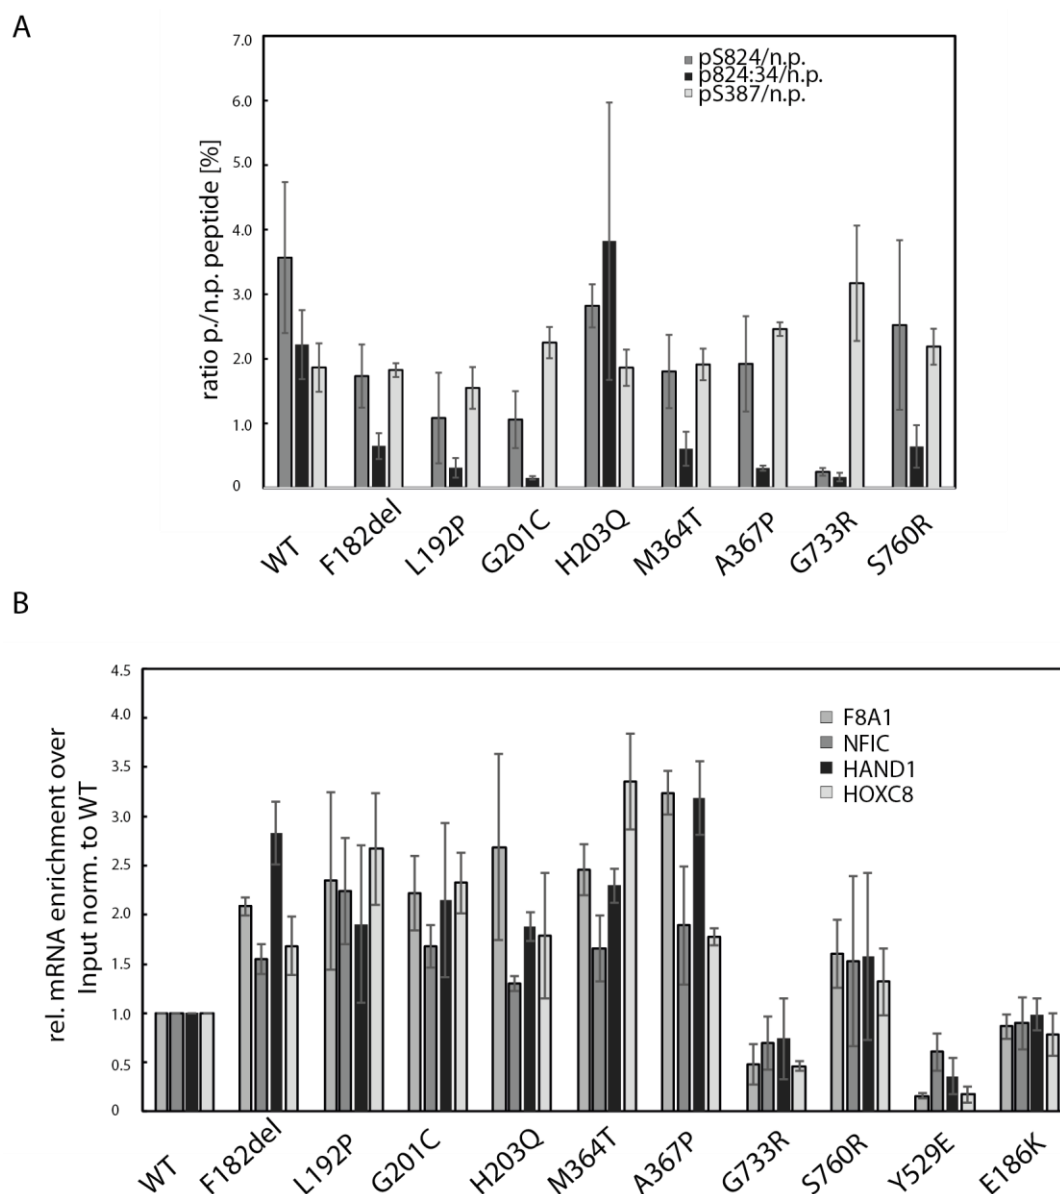 A
7.0
6.0
5.0
4.0
3.0
2.0
1.0
0
ratio p./n.p. peptide [%]
pS824/n.p.
p824:34/n.p.
pS387/n.p.
WT
F182del
L192P
G201C
H203Q
M364T
A367P
G733R
S760R
B
4.5
4.0
3.5
3.0
2.5
2.0
1.5
1.0
0.5
0
rel. mRNA enrichment over
Input norm. to WT
F8A1
NFIC
HAND1
HOXC8
WT
F182del
L192P
G201C
H203Q
M364T
A367P
G733R
S760R
Y529E
E186K